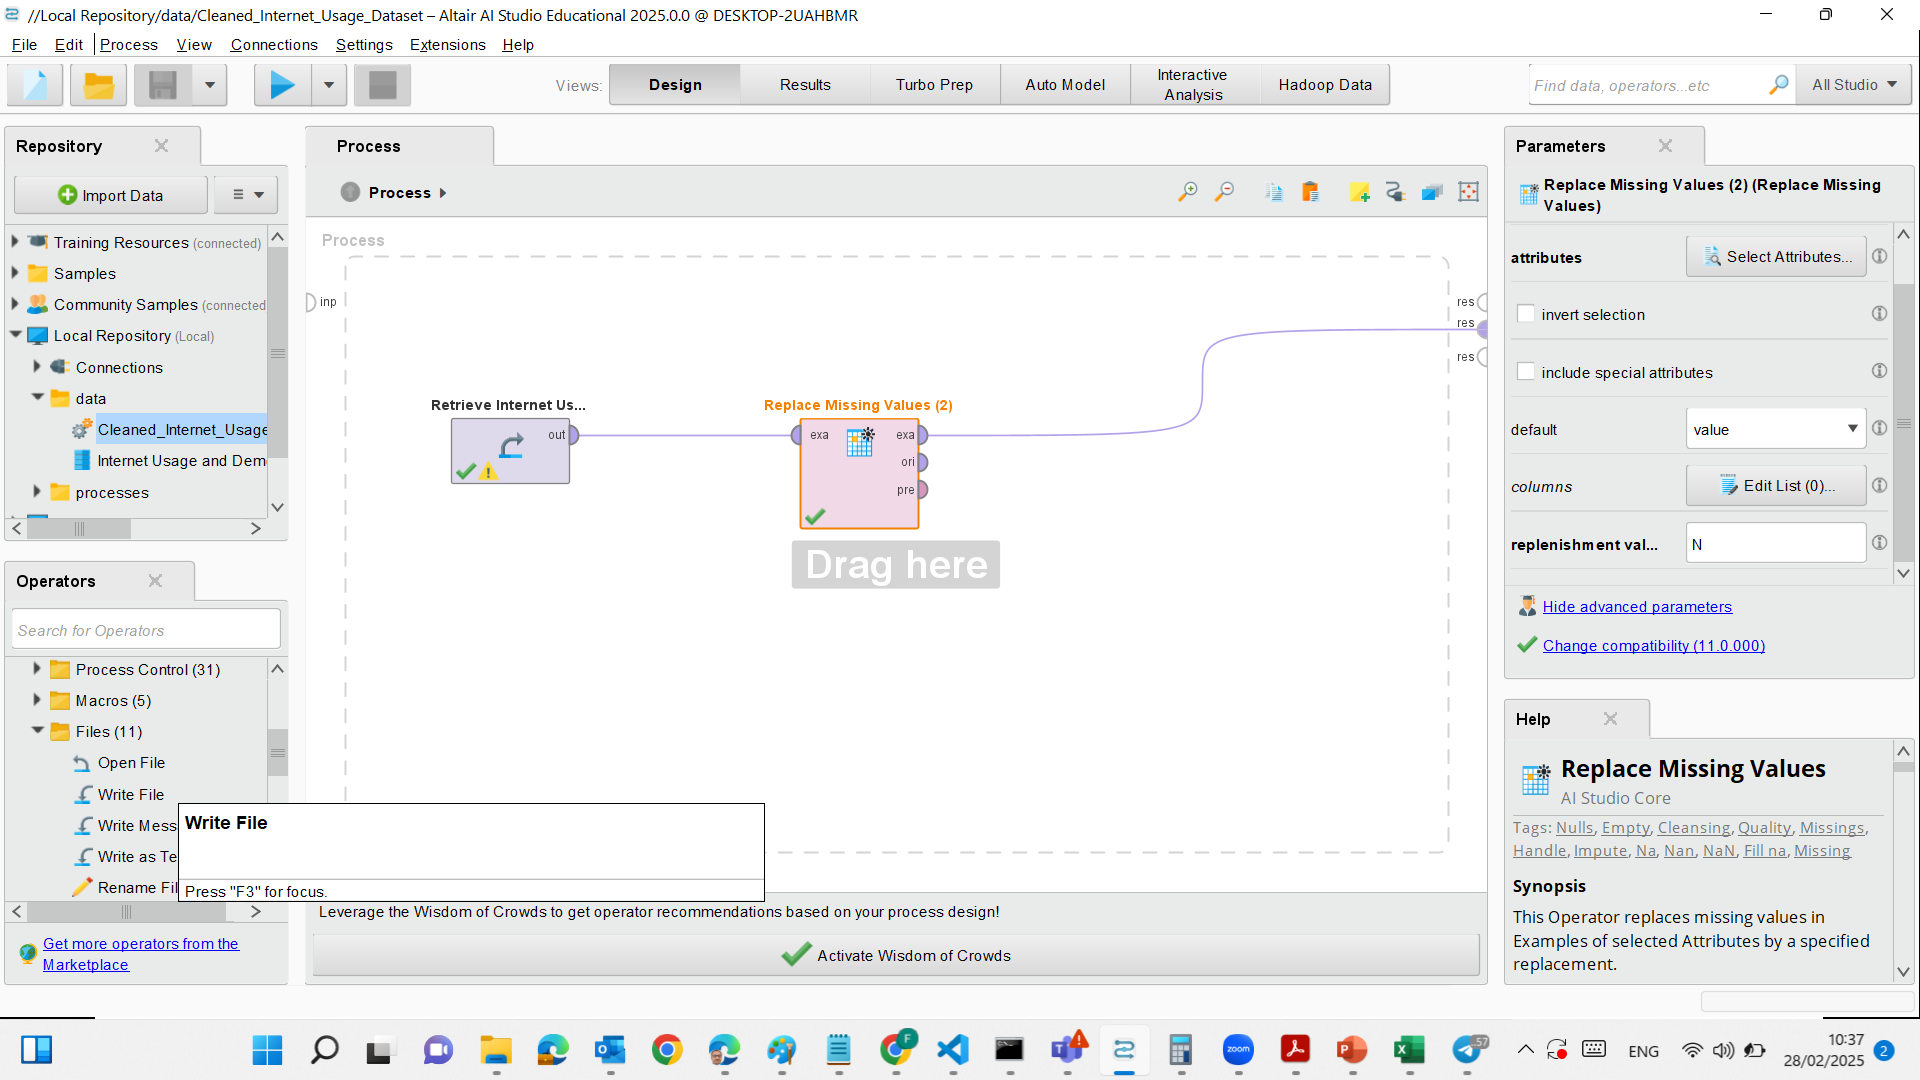 //Local Repository/data/Cleaned_Internet_Usage_Dataset – Altair AI Studio Educational 2025.0.0 @ DESKTOP-2UAHBMR
File Edit Process View Connections Settings Extensions Help
Views: Design Results Turbo Prep Auto Model Interactive Analysis Hadoop Data
Find data, operators...etc
All Studio
Repository
Import Data
Training Resources (connected)
Samples
Community Samples (connected
Local Repository (Local)
Connections
data
Cleaned_Internet_Usage
Internet Usage and Dem
processes
Operators
Search for Operators
Process Control (31)
Macros (5)
Files (11)
Open File
Write File
Write Mess
Write as Te
Rename Fil
Get more operators from the
Marketplace
Write File
Press "F3" for focus.
Process
Process
Process
inp
Retrieve Internet Us...
out
Replace Missing Values (2)
exa exa
ori
pre
res
res
res
Drag here
Leverage the Wisdom of Crowds to get operator recommendations based on your process design!
Activate Wisdom of Crowds
Parameters
Replace Missing Values (2) (Replace Missing
Values)
attributes Select Attributes...
invert selection
include special attributes
default value
columns Edit List (0)...
replenishment val... N
Hide advanced parameters
Change compatibility (11.0.000)
Help
Replace Missing Values
AI Studio Core
Tags: Nulls, Empty, Cleansing, Quality, Missings,
Handle, Impute, Na, Nan, NaN, Fill na, Missing
Synopsis
This Operator replaces missing values in
Examples of selected Attributes by a specified
replacement.
F
zoom
57
ENG
10:37
28/02/2025
2